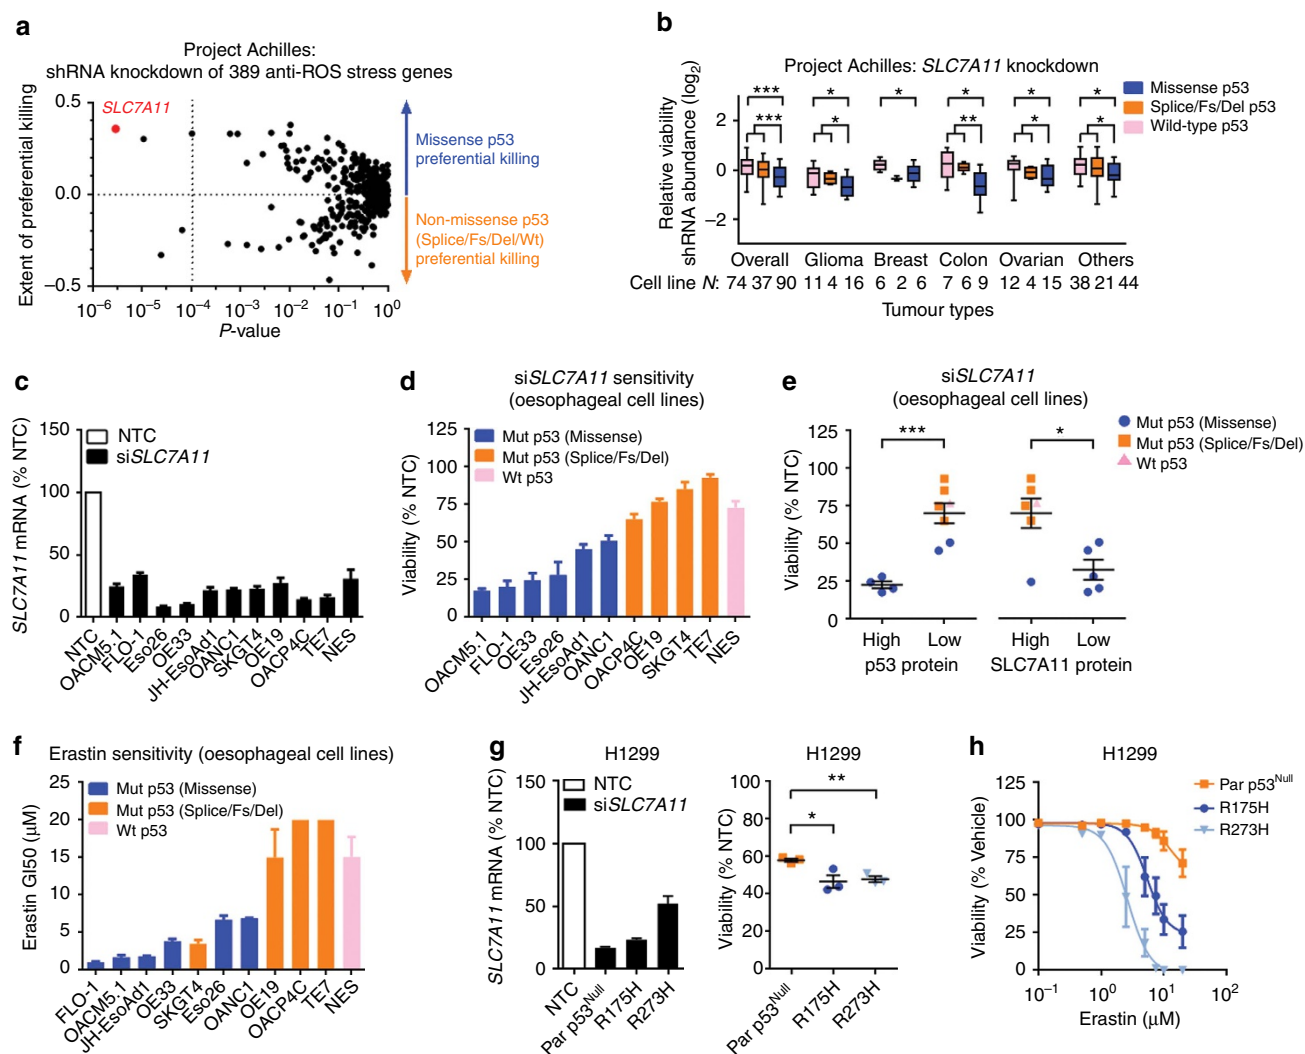 a
Project Achilles:
shRNA knockdown of 389 anti-ROS stress genes
Extent of preferential killing
0.5
0.0
−0.5
SLC7A11
Missense p53
preferential killing
Non-missense p53
(Splice/Fs/Del/Wt)
preferential killing
10−6 10−5 10−4 10−3 10−2 10−1 100
P-value
b
Project Achilles: SLC7A11 knockdown
Relative viability
shRNA abundance (log2)
2
0
−2
*** * * * * *
*** * ** * *
Missense p53
Splice/Fs/Del p53
Wild-type p53
Overall Glioma Breast Colon Ovarian Others
Cell line N: 74 37 90 11 4 16 6 2 6 7 6 9 12 4 15 38 21 44
Tumour types
c
SLC7A11 mRNA (% NTC)
150
100
50
0
NTC
siSLC7A11
NTC
OACM5.1
FLO-1
Eso26
OE33
JH-EsoAd1
OANC1
SKGT4
OE19
OACP4C
TE7
NES
d
siSLC7A11 sensitivity
(oesophageal cell lines)
Viability (% NTC)
125
100
75
50
25
0
Mut p53 (Missense)
Mut p53 (Splice/Fs/Del)
Wt p53
OACM5.1
FLO-1
OE33
Eso26
JH-EsoAd1
OANC1
OACP4C
OE19
SKGT4
TE7
NES
e
siSLC7A11
(oesophageal cell lines)
Viability (% NTC)
125
100
75
50
25
0
*** *
Mut p53 (Missense)
Mut p53 (Splice/Fs/Del)
Wt p53
High Low High Low
p53 protein SLC7A11 protein
f
Erastin sensitivity (oesophageal cell lines)
Erastin GI50 (μM)
25
20
15
10
5
0
Mut p53 (Missense)
Mut p53 (Splice/Fs/Del)
Wt p53
FLO-1
OACM5.1
JH-EsoAd1
OE33
SKGT4
Eso26
OANC1
OE19
OACP4C
TE7
NES
g
H1299
SLC7A11 mRNA (% NTC)
150
100
50
0
NTC
siSLC7A11
NTC
Par p53Null
R175H
R273H
H1299
Viability (% NTC)
100
80
60
40
20
0
**
*
Par p53Null
R175H
R273H
h
H1299
Viability (% Vehicle)
125
100
75
50
25
0
Par p53Null
R175H
R273H
10−1 100 101 102
Erastin (μM)